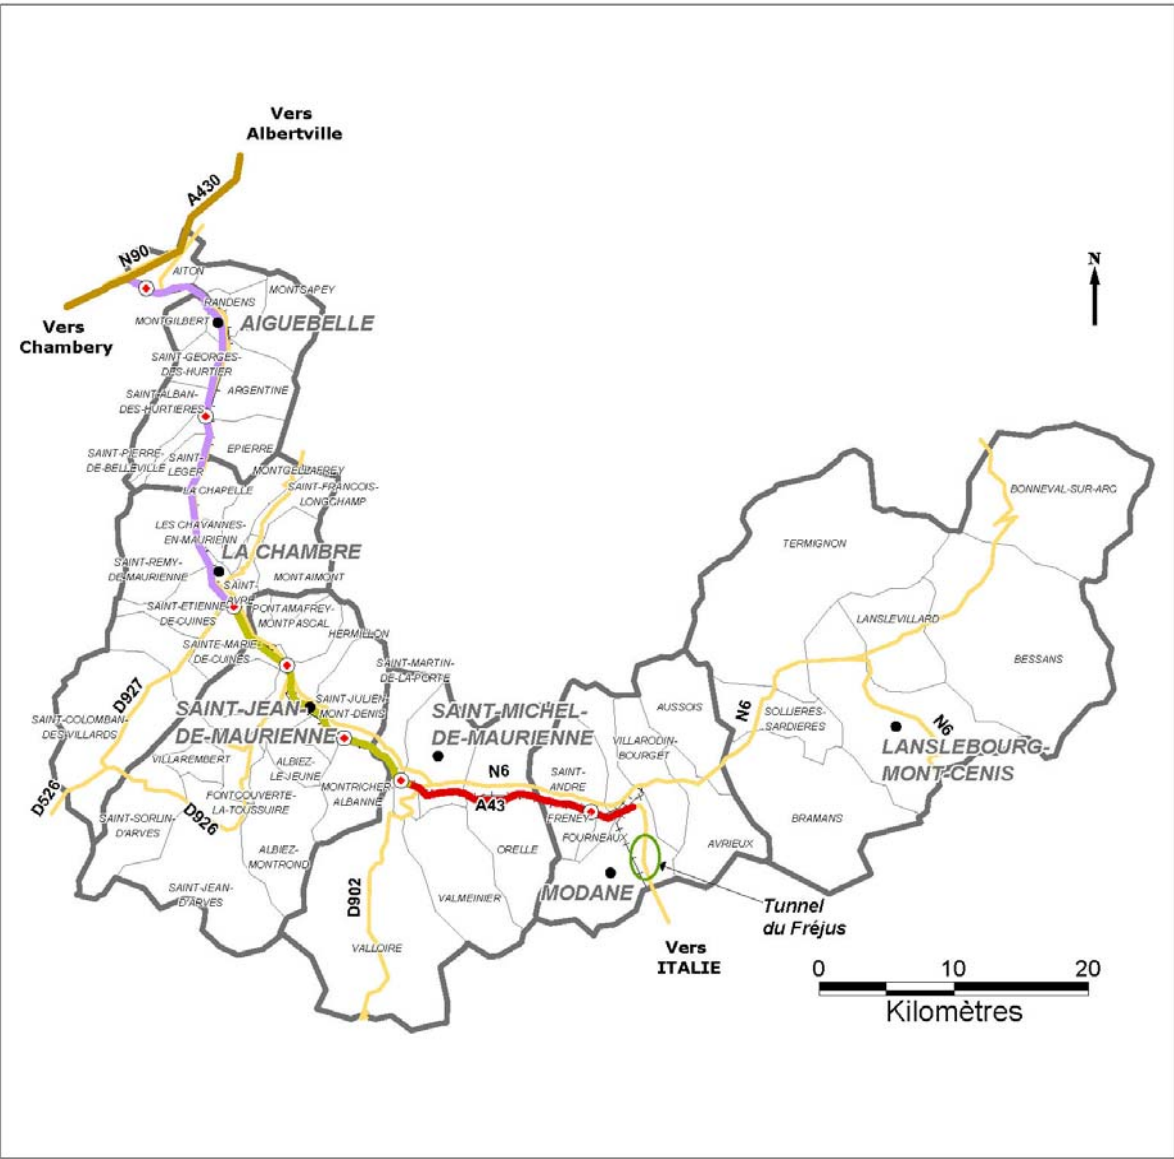 Vers
Albertville
A430
N90
N
AITON
MONTSAPEY
RANDENS
MONTGILBERT
AIGUEBELLE
Vers
Chambery
SAINT-GEORGES-
DES-HURTIER
ARGENTINE
SAINT-ALBAN-
DES-HURTIERES
EPIERRE
SAINT-PIERRE-
DE-BELLEVILLE
SAINT-
LEGER
MONTGELLAFREY
SAINT-FRANCOIS-
LONGCHAMP
LA CHAPELLE
BONNEVAL-SUR-ARC
LES CHAVANNES-
EN-MAURIENN
LA CHAMBRE
TERMIGNON
SAINT-REMY-
DE-MAURIENNE
MONTAIMONT
SAINT-
AVRE
SAINT-ETIENNE-
DE-CUINES
PONTAMAFREY-
MONTPASCAL
LANSLEVILLARD
HERMILLON
SAINTE-MARIE-
DE-CUINES
SAINT-MARTIN-
DE-LA-PORTE
BESSANS
D927
SAINT-JULIEN-
MONT-DENIS
AUSSOIS
SAINT-JEAN-
DE-MAURIENNE
SAINT-MICHEL-
DE-MAURIENNE
N6
SOLLIERES-
SARDIERES
N6
SAINT-COLOMBAN-
DES-VILLARDS
VILLARODIN-
BOURGET
LANSLEBOURG-
MONT-CENIS
VILLAREMBERT
ALBIEZ-
LE-JEUNE
N6
SAINT-
ANDRE
D526
MONTRICHER
ALBANNE
FONTCOUVERTE-
LA-TOUSSUIRE
A43
D926
SAINT-SORLIN-
D'ARVES
FRENEY
FOURNEAUX
BRAMANS
AVRIEUX
ORELLE
ALBIEZ-
MONTROND
SAINT-JEAN-
D'ARVES
D902
VALMEINIER
MODANE
Tunnel
du Fréjus
VALLOIRE
Vers
ITALIE
0 10 20
Kilomètres